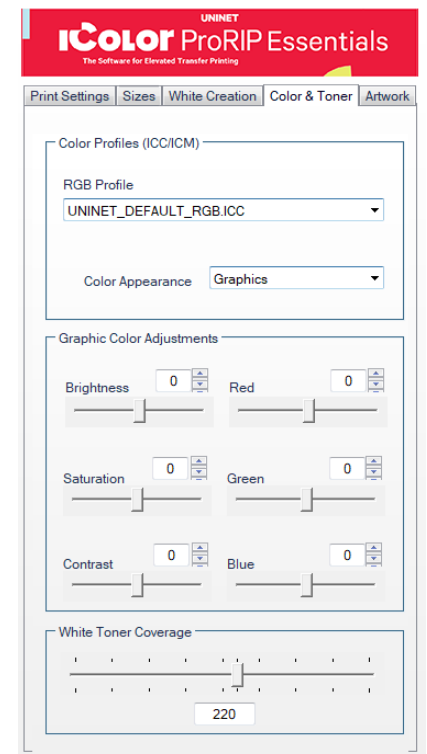 UNINET
IColor ProRIP Essentials
The Software for Elevated Transfer Printing
Print Settings Sizes White Creation Color & Toner Artwork
Color Profiles (ICC/ICM)
RGB Profile
UNINET_DEFAULT_RGB.ICC
Color Appearance Graphics
Graphic Color Adjustments
Brightness 0 Red 0
Saturation 0 Green 0
Contrast 0 Blue 0
White Toner Coverage
220